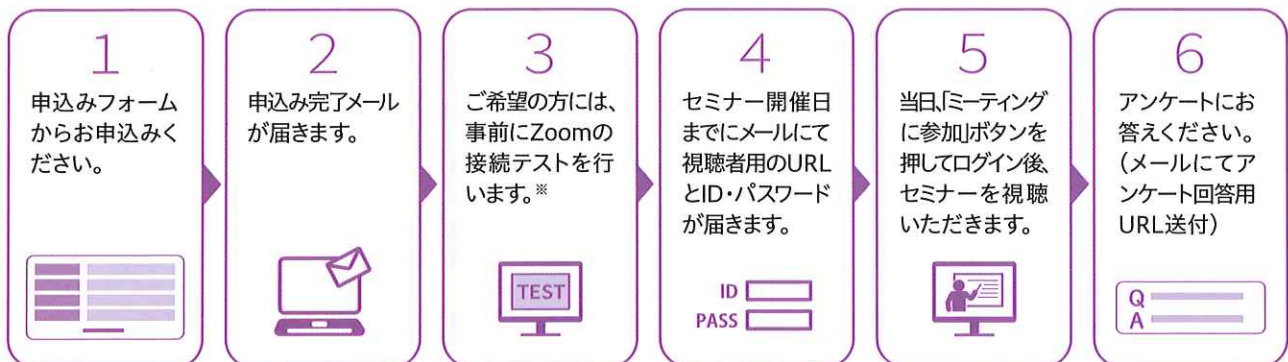 1
申込みフォーム
からお申込みく
ださい。
2
申込み完了メール
が届きます。
3
ご希望の方には、
事前にZoomの
接続テストを行
います。※
TEST
4
セミナー開催日
までにメールにて
視聴者用のURL
とID・パスワード
が届きます。
ID
PASS
5
当日、「ミーティング
に参加」ボタンを
押してログイン後、
セミナーを視聴
いただきます。
6
アンケートにお
答えください。
(メールにてア
ンケート回答用
URL送付)
Q
A